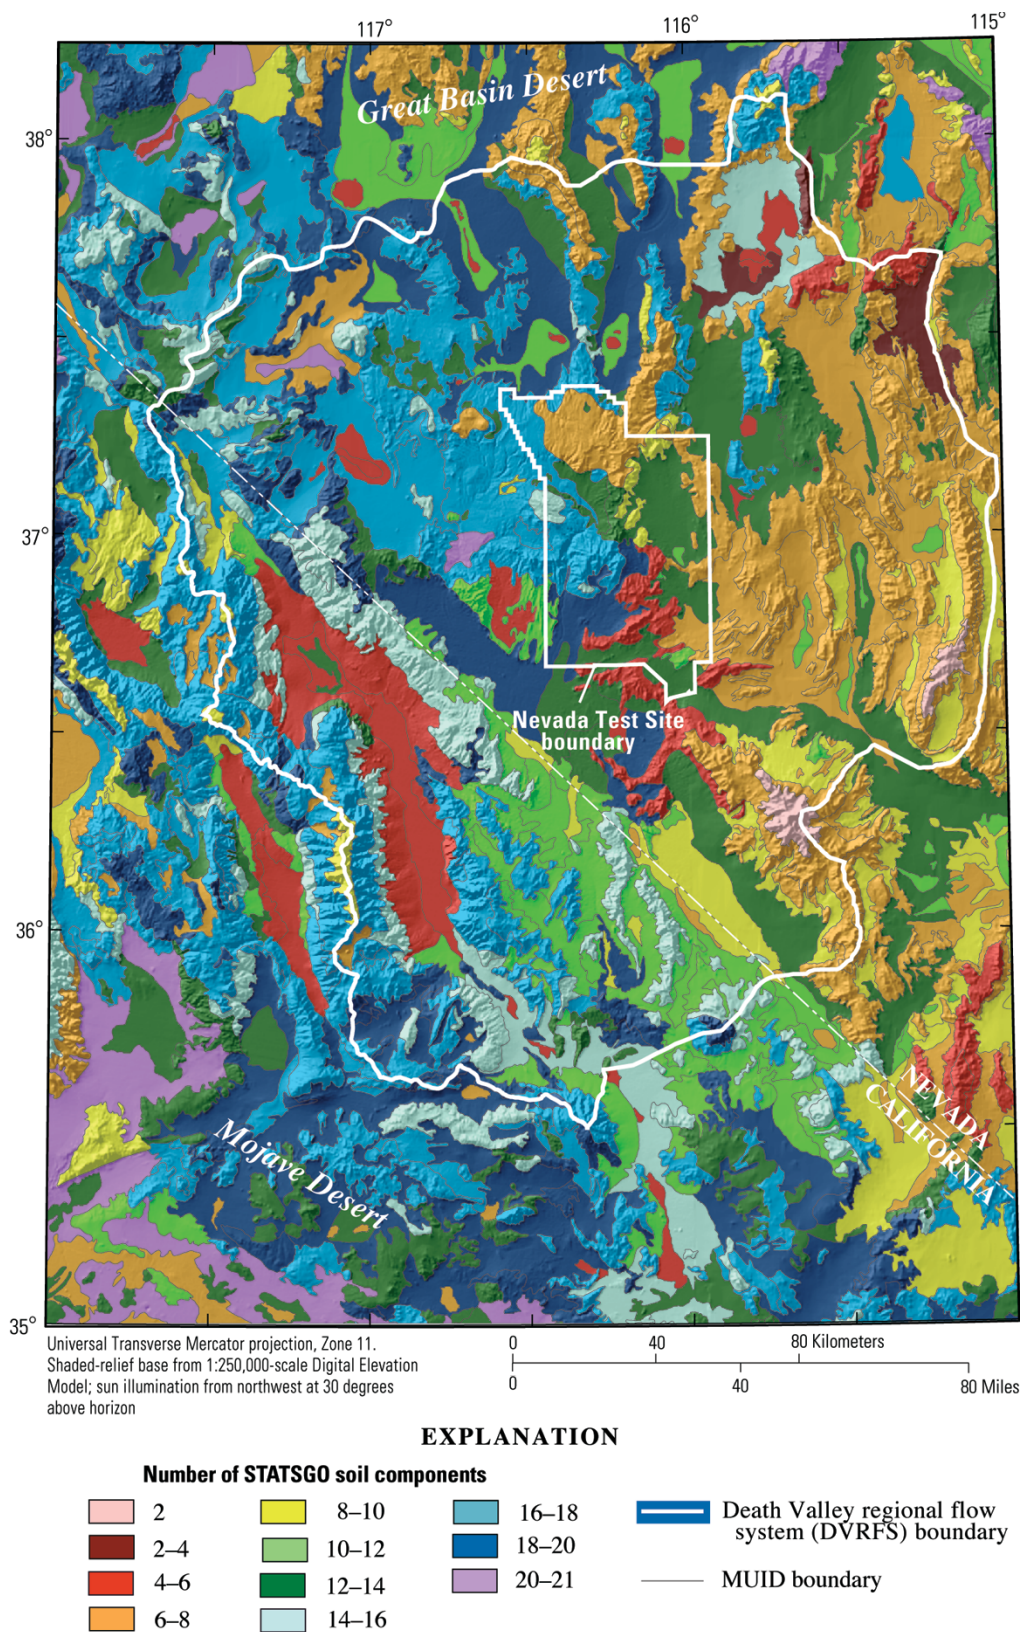 117°
116°
115°
Great Basin Desert
38°
37°
Nevada Test Site
boundary
36°
NEVADA
CALIFORNIA
Mojave Desert
35°
Universal Transverse Mercator projection, Zone 11.
Shaded-relief base from 1:250,000-scale Digital Elevation
Model; sun illumination from northwest at 30 degrees
above horizon
0 40 80 Kilometers
0 40 80 Miles
EXPLANATION
Number of STATSGO soil components
2
2–4
4–6
6–8
8–10
10–12
12–14
14–16
16–18
18–20
20–21
Death Valley regional flow
system (DVRFS) boundary
MUID boundary